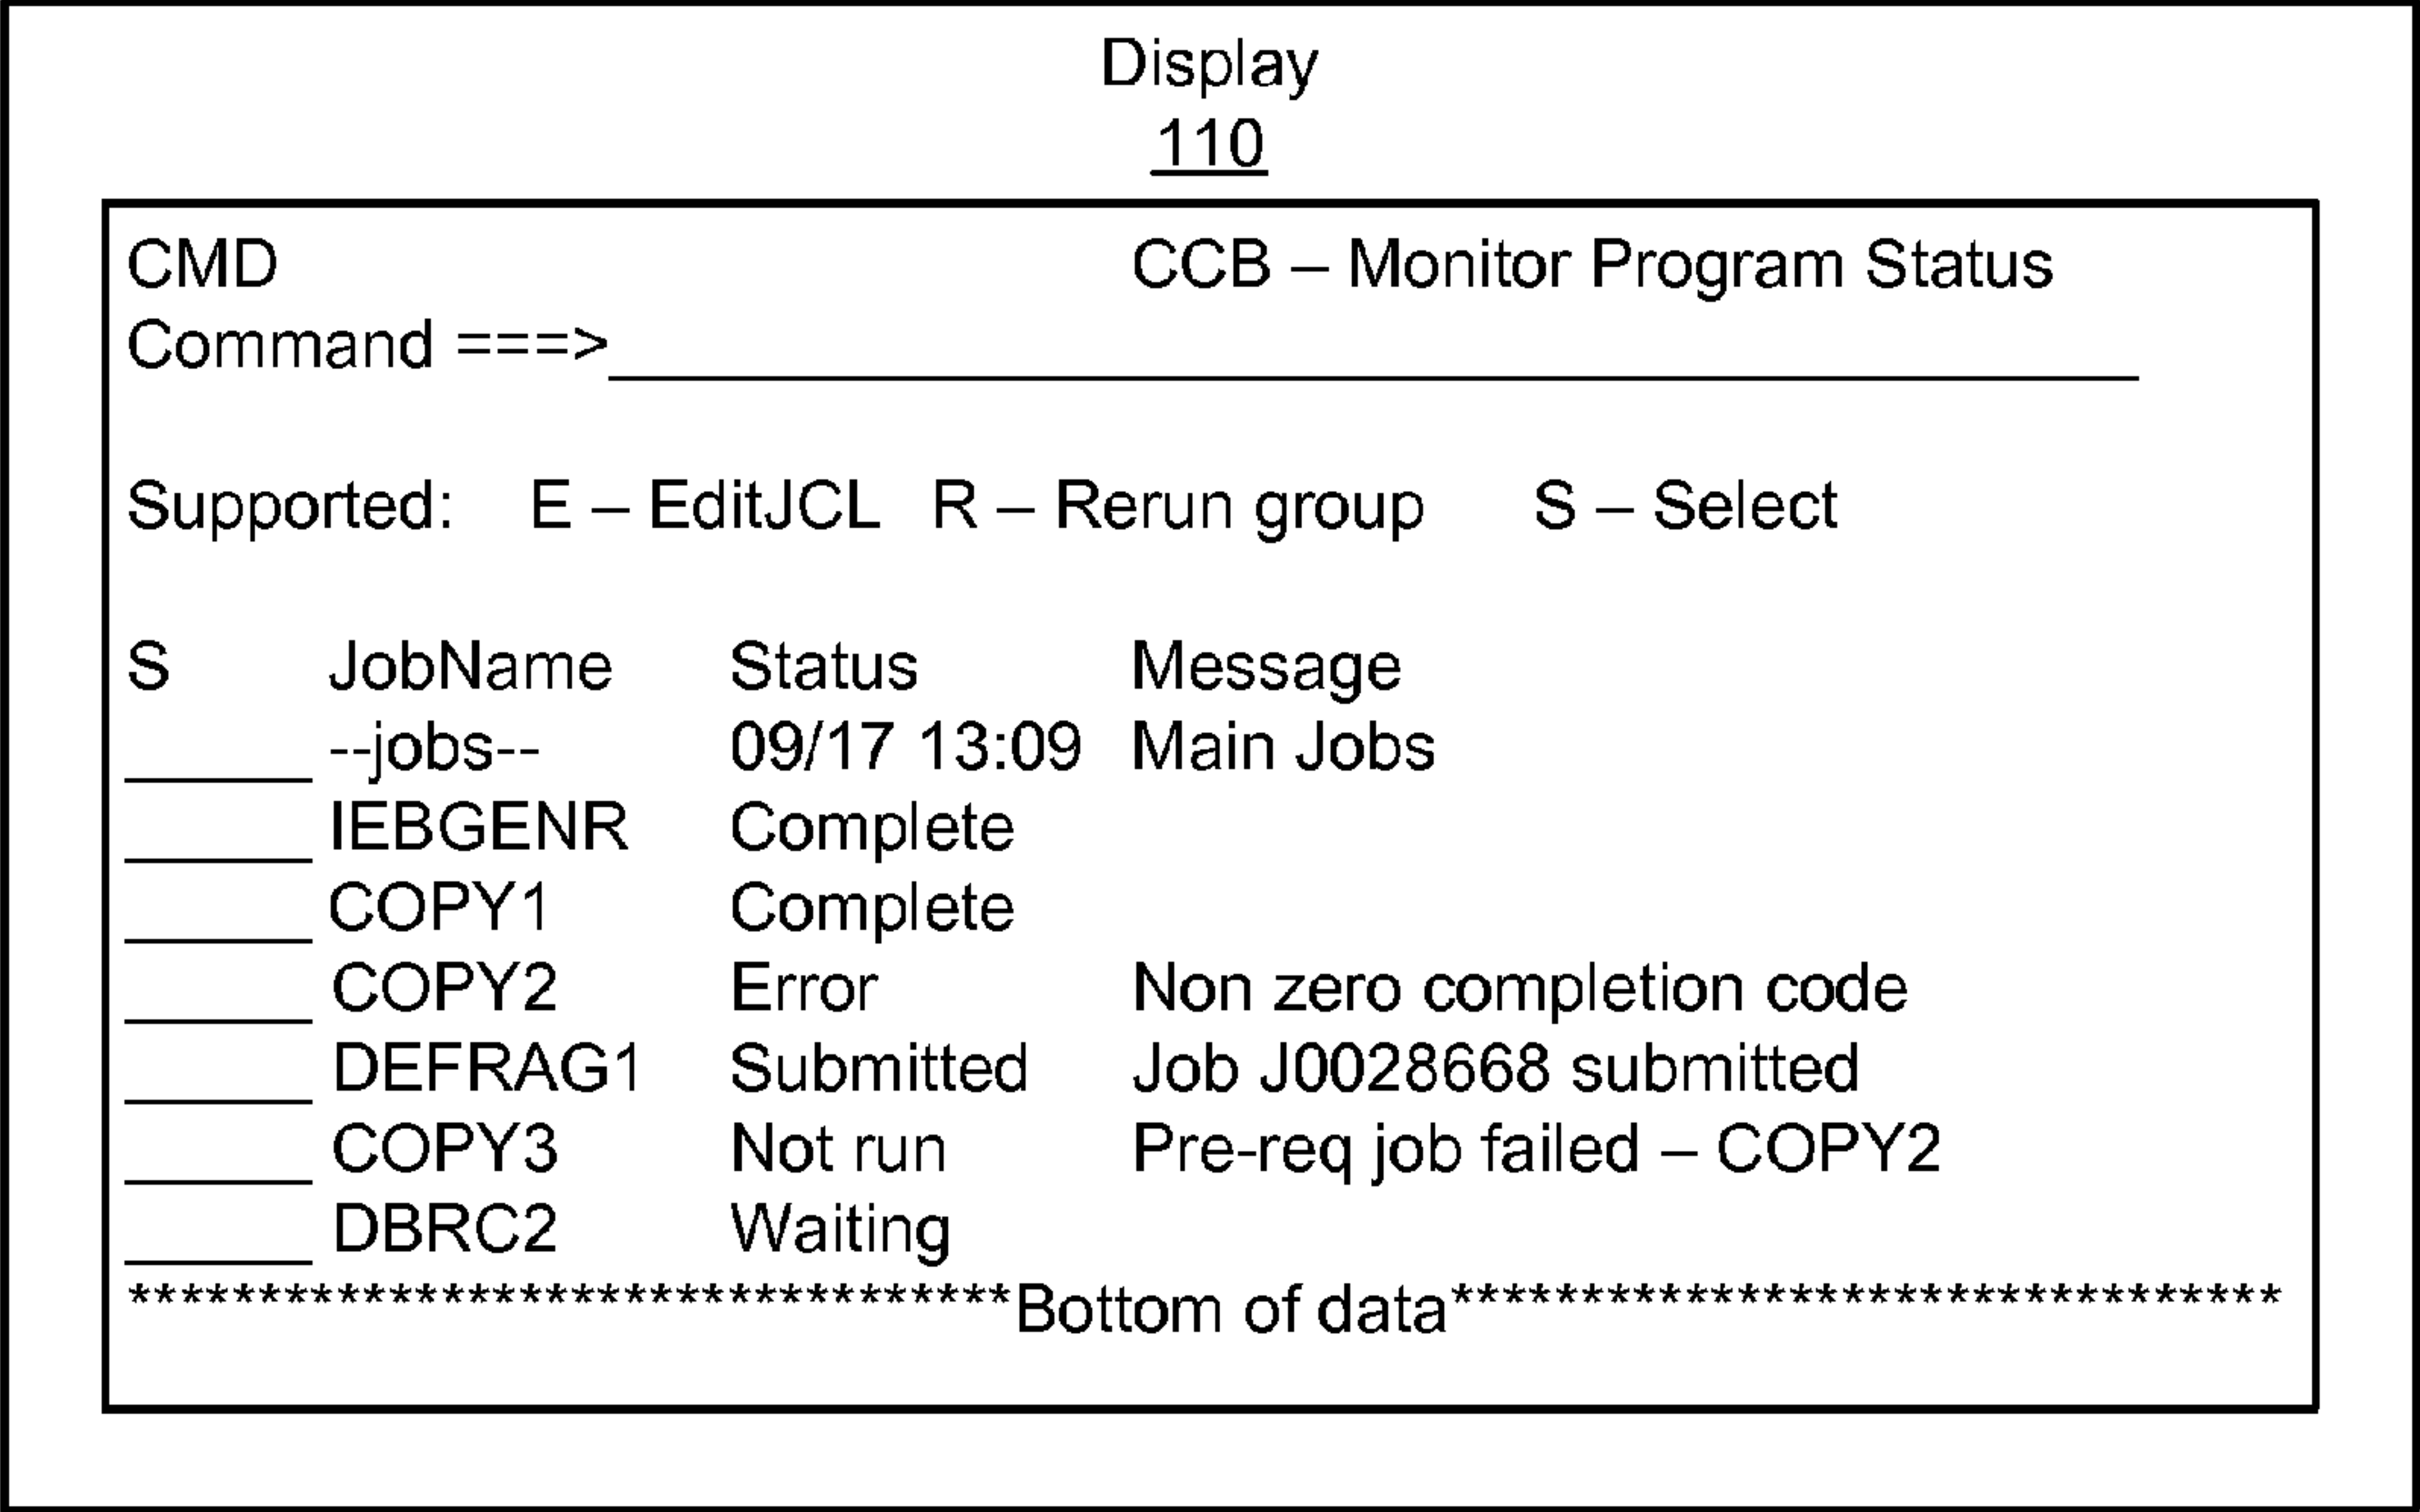 Display
110
CMD CCB – Monitor Program Status
Command ===>
Supported: E – EditJCL R – Rerun group S – Select
S JobName Status Message
--jobs-- 09/17 13:09 Main Jobs
IEBGENR Complete
COPY1 Complete
COPY2 Error Non zero completion code
DEFRAG1 Submitted Job J0028668 submitted
COPY3 Not run Pre-req job failed – COPY2
DBRC2 Waiting
**********************************Bottom of data********************************